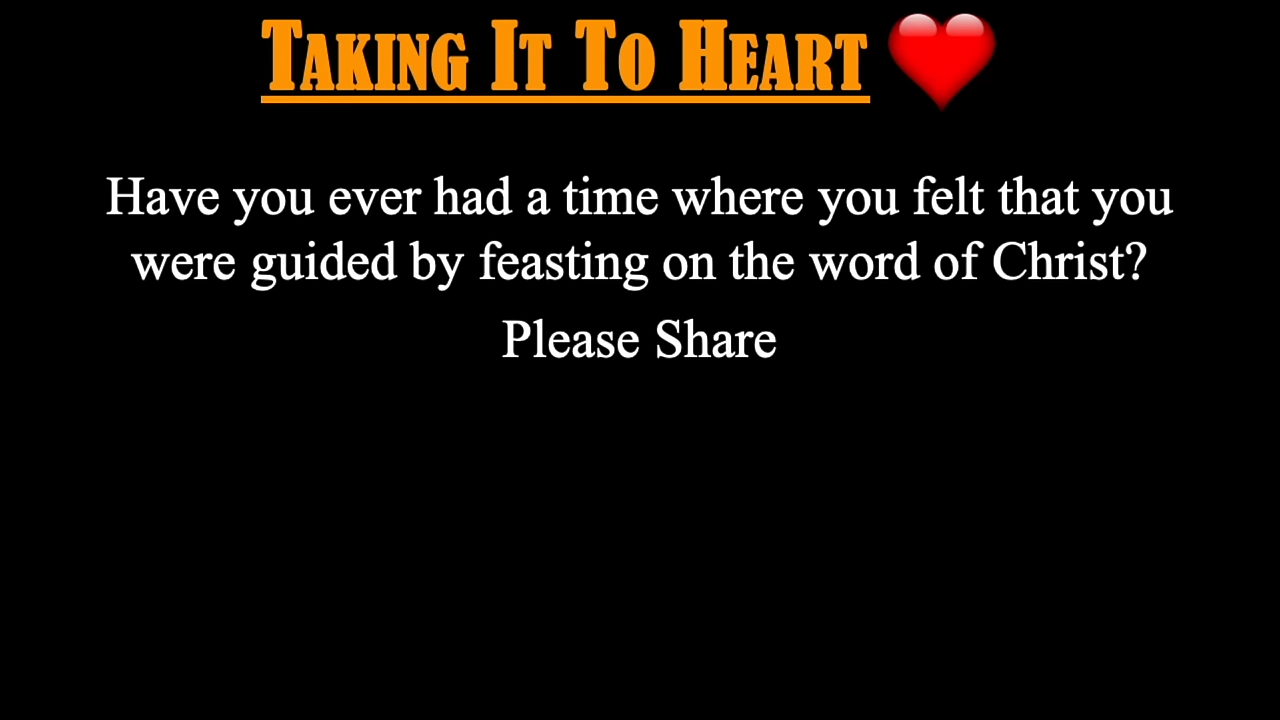 Taking It To Heart
Have you ever had a time where you felt that you
were guided by feasting on the word of Christ?
Please Share